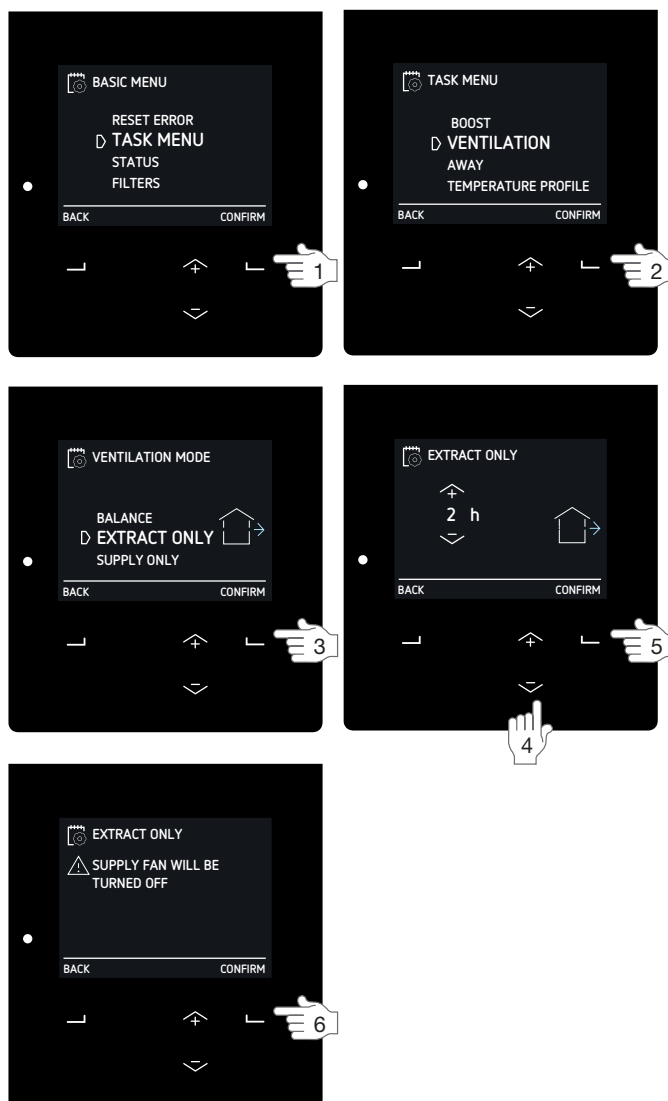 BASIC MENU
RESET ERROR
TASK MENU
STATUS
FILTERS
BACK CONFIRM
1
TASK MENU
BOOST
VENTILATION
AWAY
TEMPERATURE PROFILE
BACK CONFIRM
2
VENTILATION MODE
BALANCE
EXTRACT ONLY
SUPPLY ONLY
BACK CONFIRM
3
EXTRACT ONLY
2 h
BACK CONFIRM
5
4
EXTRACT ONLY
SUPPLY FAN WILL BE
TURNED OFF
BACK CONFIRM
6